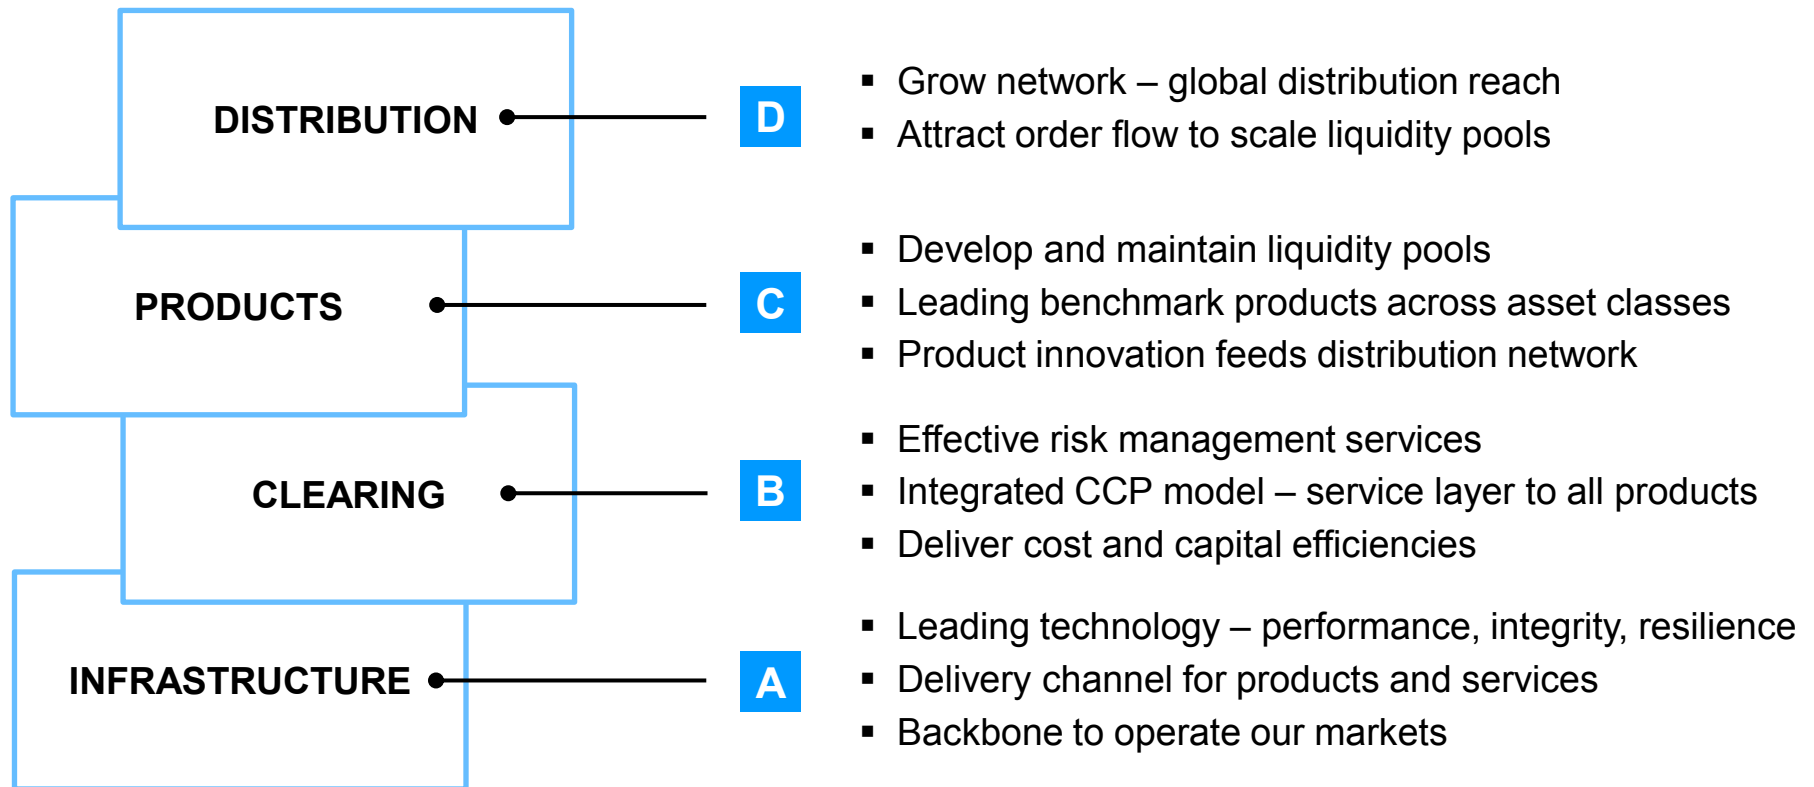 DISTRIBUTION
D
▪ Grow network – global distribution reach
▪ Attract order flow to scale liquidity pools
PRODUCTS
C
▪ Develop and maintain liquidity pools
▪ Leading benchmark products across asset classes
▪ Product innovation feeds distribution network
CLEARING
B
▪ Effective risk management services
▪ Integrated CCP model – service layer to all products
▪ Deliver cost and capital efficiencies
INFRASTRUCTURE
A
▪ Leading technology – performance, integrity, resilience
▪ Delivery channel for products and services
▪ Backbone to operate our markets